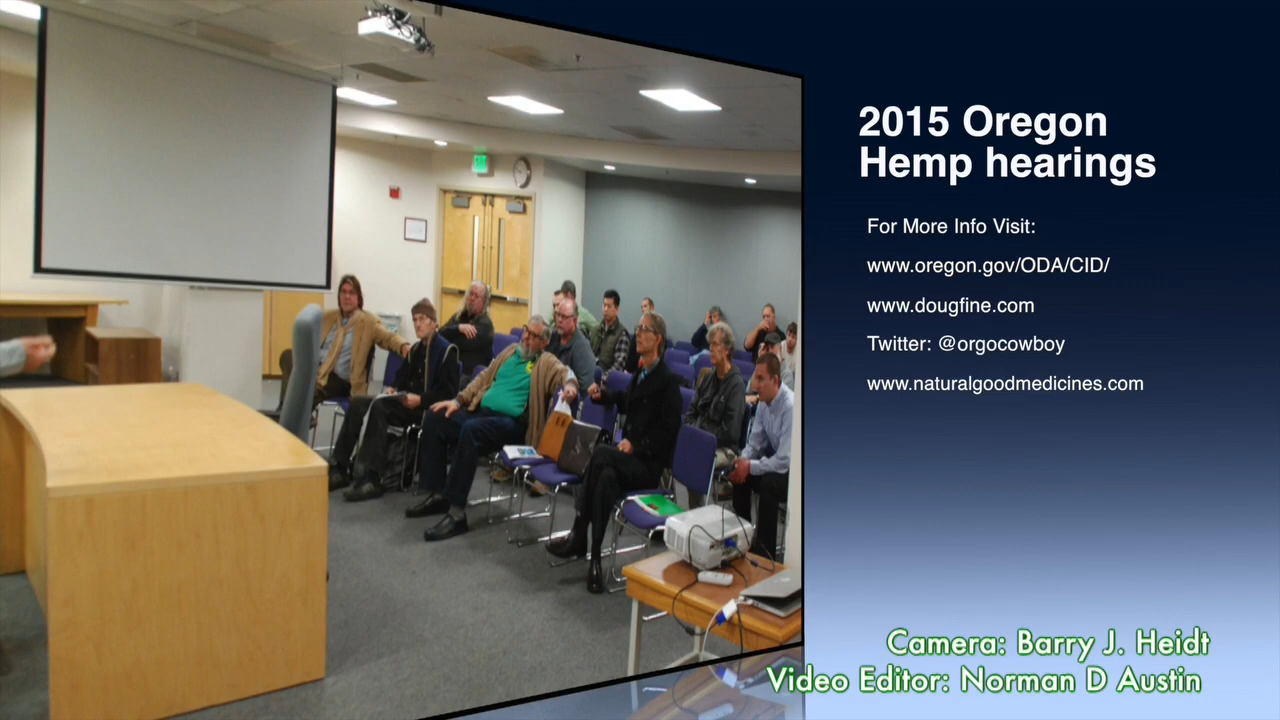 2015 Oregon
Hemp hearings
For More Info Visit:
www.oregon.gov/ODA/CID/
www.dougfine.com
Twitter: @orgocowboy
www.naturalgoodmedicines.com
Camera: Barry J. Heidt
Video Editor: Norman D Austin